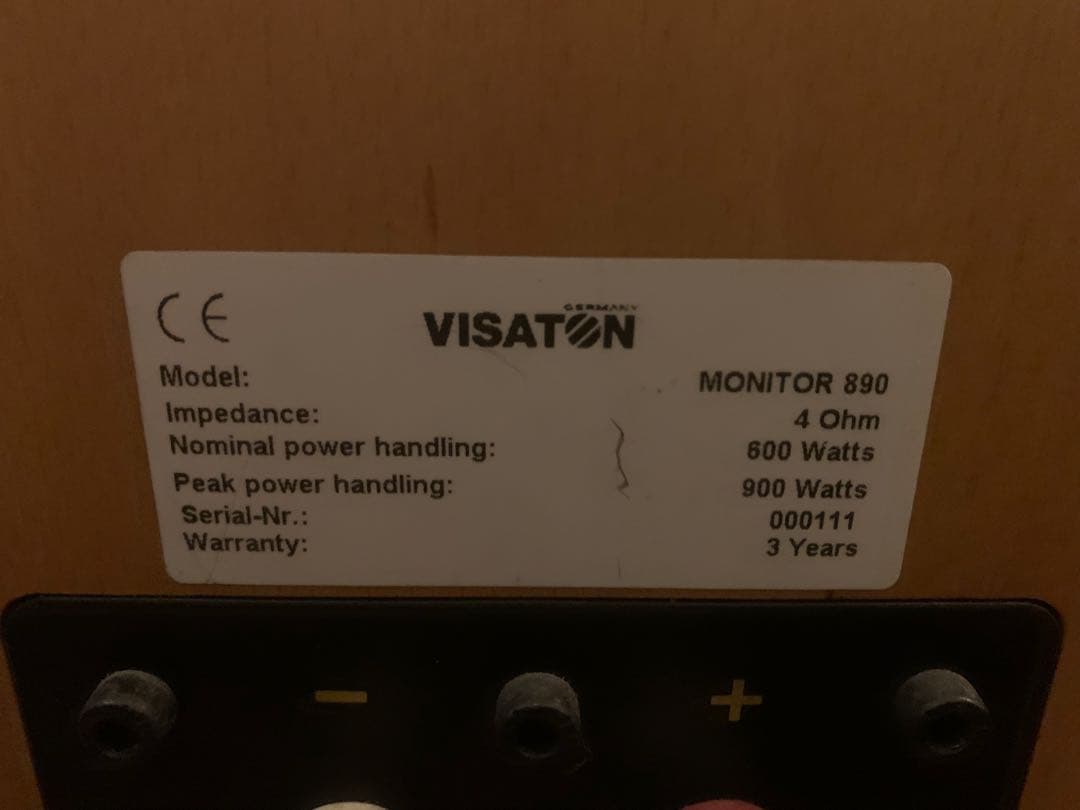 CE
GERMANY
VISATON
Model: MONITOR 890
Impedance: 4 Ohm
Nominal power handling: 600 Watts
Peak power handling: 900 Watts
Serial-Nr.: 000111
Warranty: 3 Years
- +